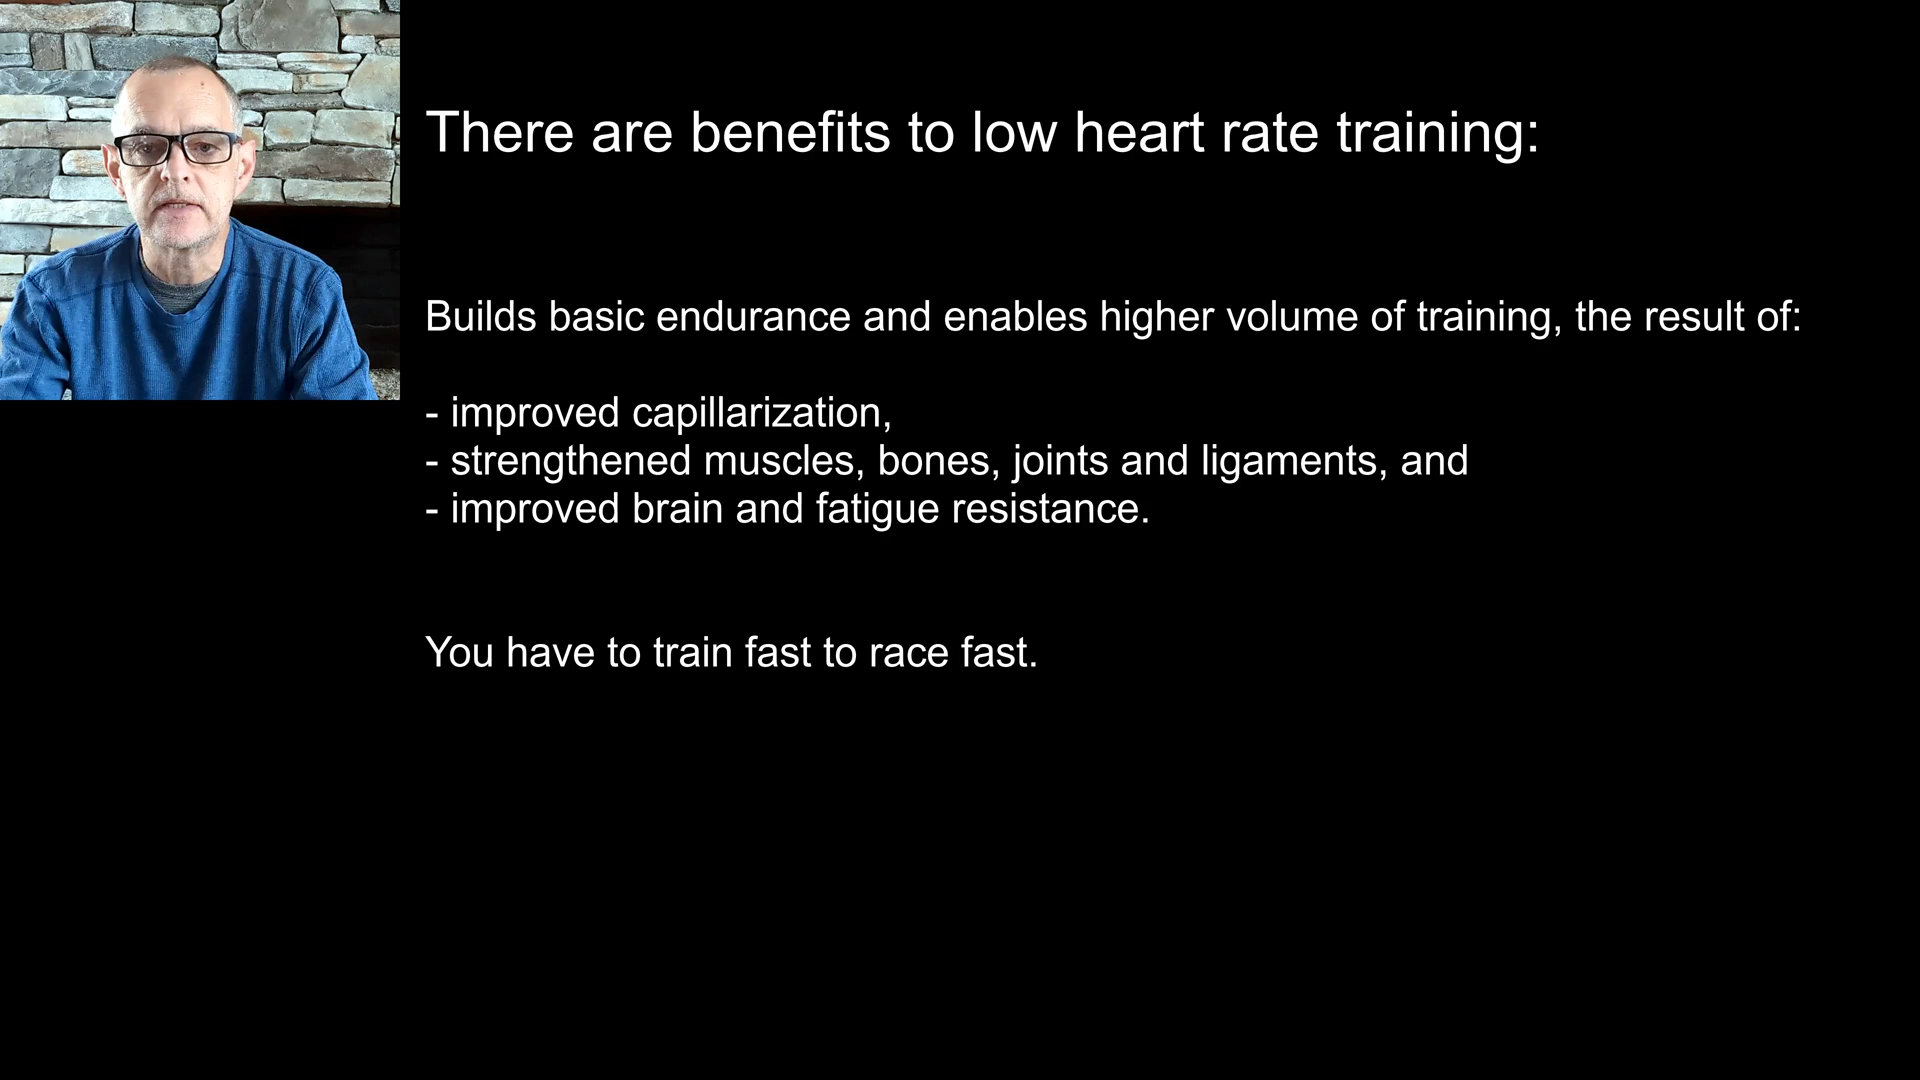 There are benefits to low heart rate training:
Builds basic endurance and enables higher volume of training, the result of:
- improved capillarization,
- strengthened muscles, bones, joints and ligaments, and
- improved brain and fatigue resistance.
You have to train fast to race fast.